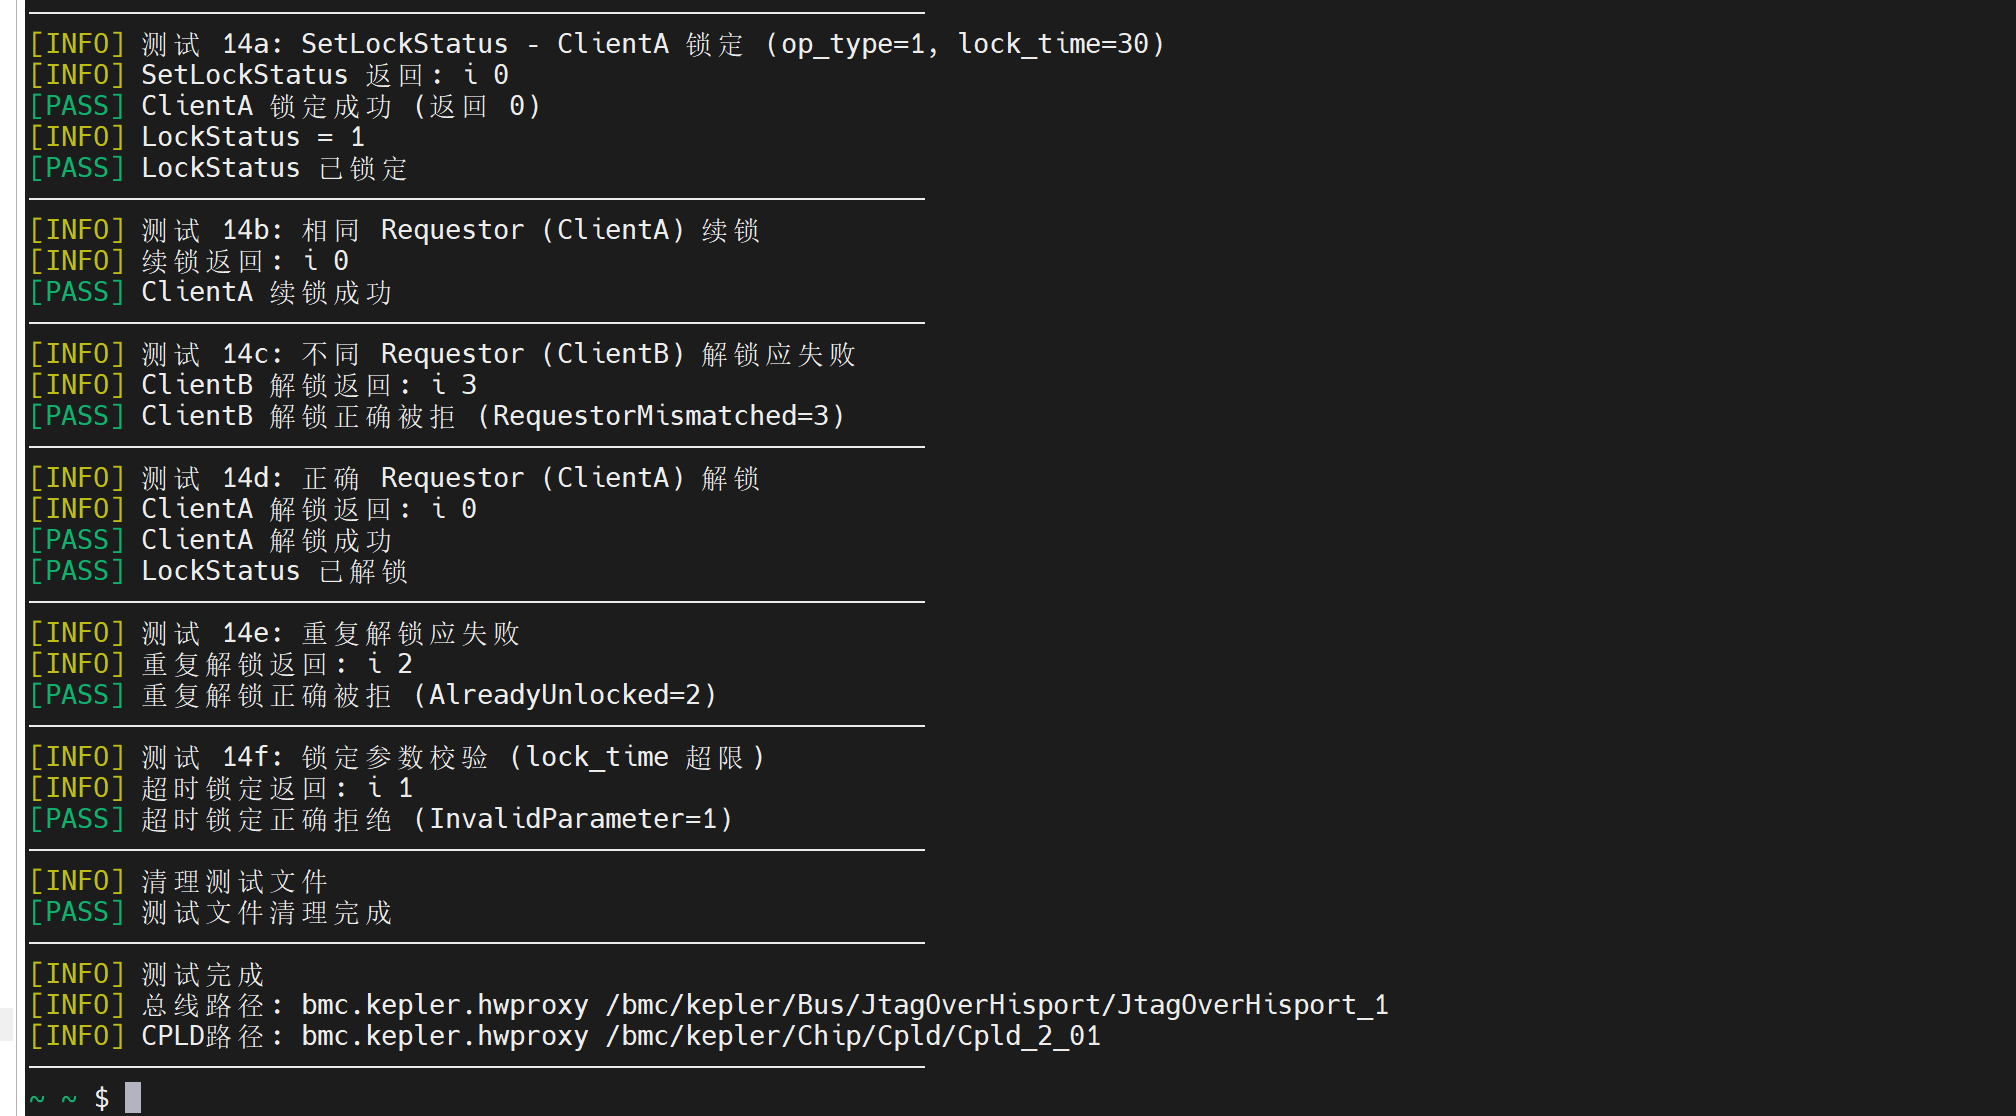 [INFO] 测试 14a: SetLockStatus - ClientA 锁定 (op_type=1, lock_time=30)
[INFO] SetLockStatus 返回: i 0
[PASS] ClientA 锁定成功 (返回 0)
[INFO] LockStatus = 1
[PASS] LockStatus 已锁定
[INFO] 测试 14b: 相同 Requestor (ClientA) 续锁
[INFO] 续锁返回: i 0
[PASS] ClientA 续锁成功
[INFO] 测试 14c: 不同 Requestor (ClientB) 解锁应失败
[INFO] ClientB 解锁返回: i 3
[PASS] ClientB 解锁正确被拒 (RequestorMismatched=3)
[INFO] 测试 14d: 正确 Requestor (ClientA) 解锁
[INFO] ClientA 解锁返回: i 0
[PASS] ClientA 解锁成功
[PASS] LockStatus 已解锁
[INFO] 测试 14e: 重复解锁应失败
[INFO] 重复解锁返回: i 2
[PASS] 重复解锁正确被拒 (AlreadyUnlocked=2)
[INFO] 测试 14f: 锁定参数校验 (lock_time 超限)
[INFO] 超时锁定返回: i 1
[PASS] 超时锁定正确拒绝 (InvalidParameter=1)
[INFO] 清理测试文件
[PASS] 测试文件清理完成
[INFO] 测试完成
[INFO] 总线路径: bmc.kepler.hwproxy /bmc/kepler/Bus/JtagOverHisport/JtagOverHisport_1
[INFO] CPLD路径: bmc.kepler.hwproxy /bmc/kepler/Chip/Cpld/Cpld_2_01
~ ~ $